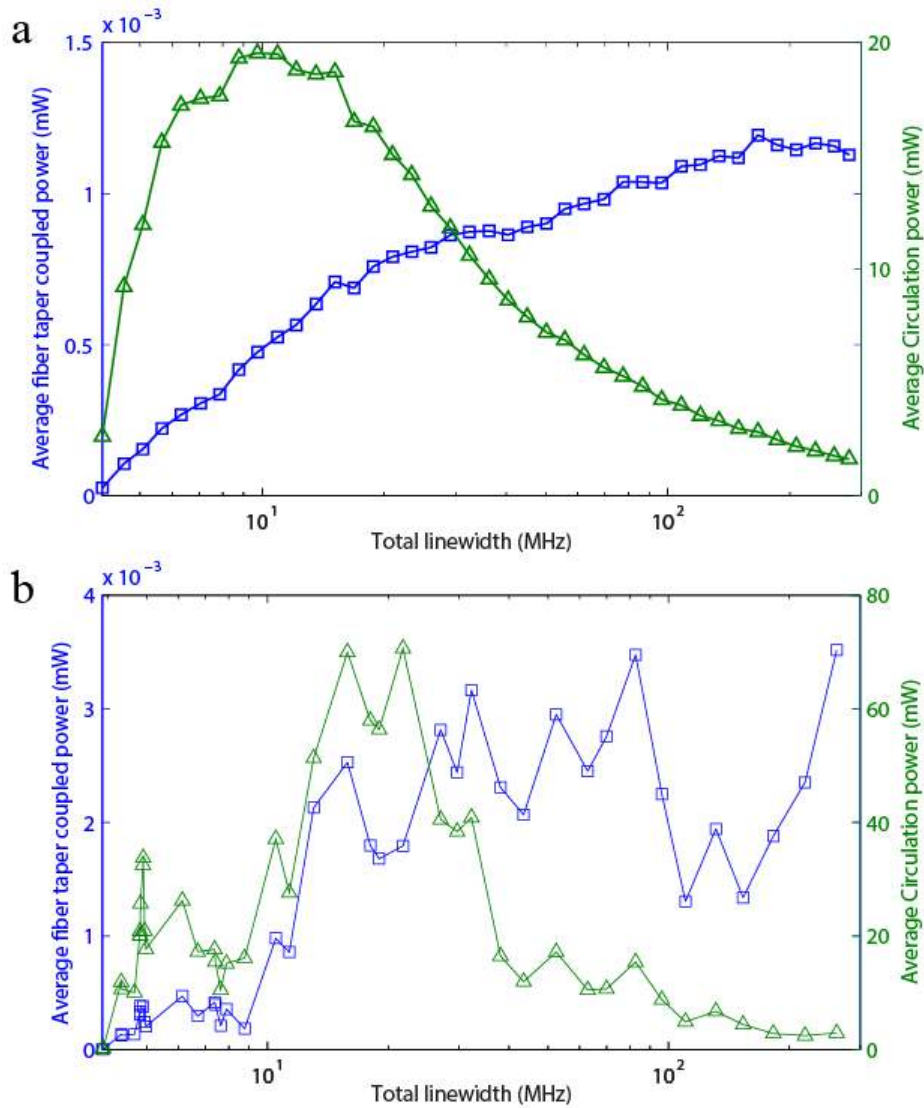 a
x 10⁻³
1.5
1
0.5
0
Average fiber taper coupled power (mW)
20
10
0
Average Circulation power (mW)
10¹
10²
Total linewidth (MHz)
b
x 10⁻³
4
3
2
1
0
Average fiber taper coupled power (mW)
80
60
40
20
0
Average Circulation power (mW)
10¹
10²
Total linewidth (MHz)